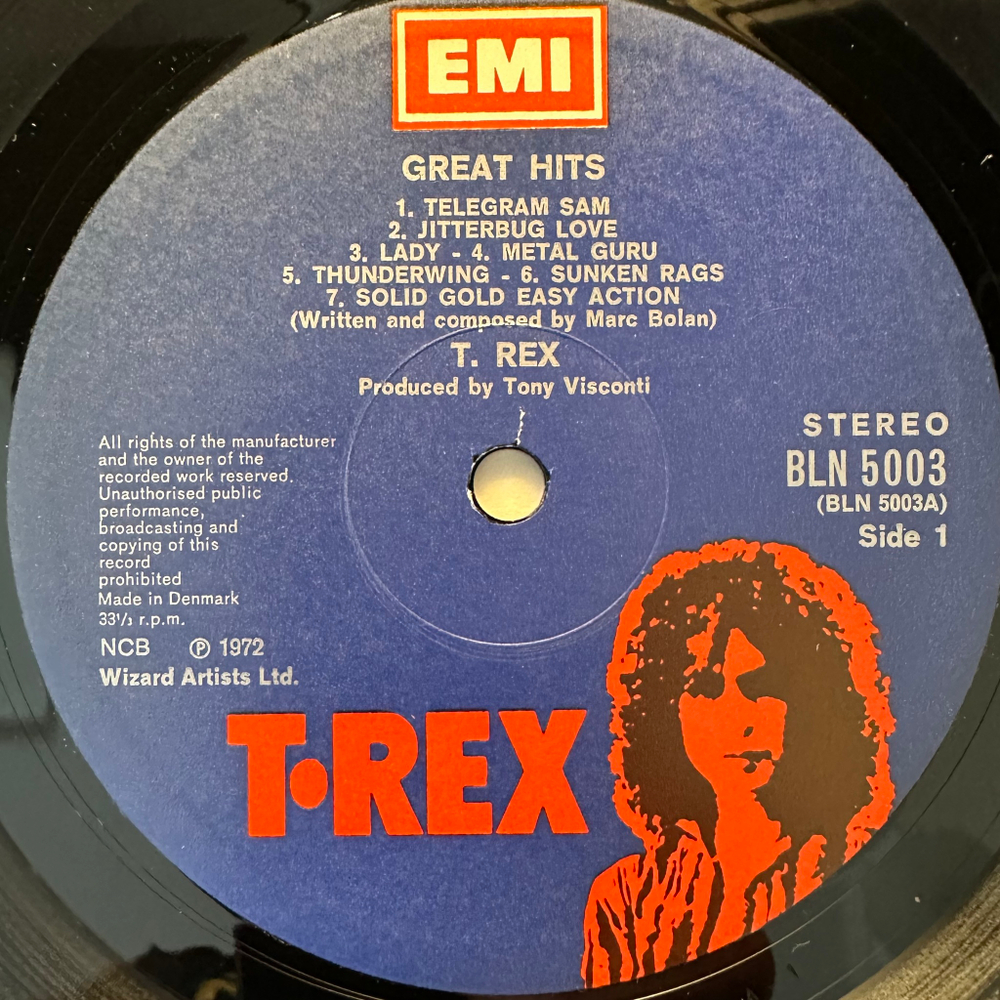 EMI
GREAT HITS
1. TELEGRAM SAM
2. JITTERBUG LOVE
3. LADY - 4. METAL GURU
5. THUNDERWING - 6. SUNKEN RAGS
7. SOLID GOLD EASY ACTION
(Written and composed by Marc Bolan)
T. REX
Produced by Tony Visconti
All rights of the manufacturer
and the owner of the
recorded work reserved.
Unauthorised public
performance,
broadcasting and
copying of this
record
prohibited
Made in Denmark
33⅓ r.p.m.
NCB ℗ 1972
Wizard Artists Ltd.
STEREO
BLN 5003
(BLN 5003A)
Side 1
T•REX